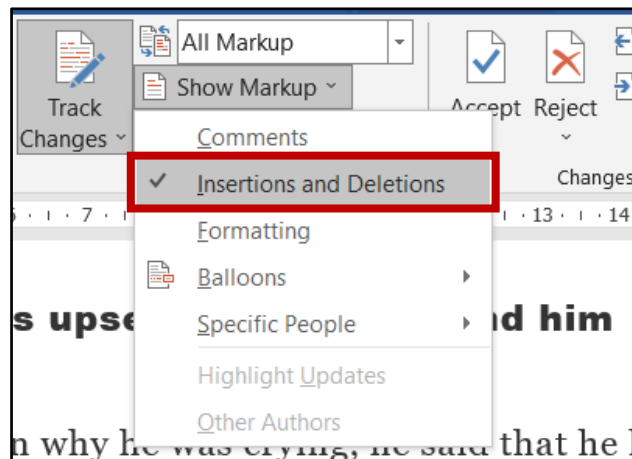 All Markup
Show Markup
Track
Changes
Accept Reject
Changes
Comments
Insertions and Deletions
Formatting
Balloons
Specific People
Highlight Updates
Other Authors
7 13 14
s upse d him
n why he was crying, he said that he